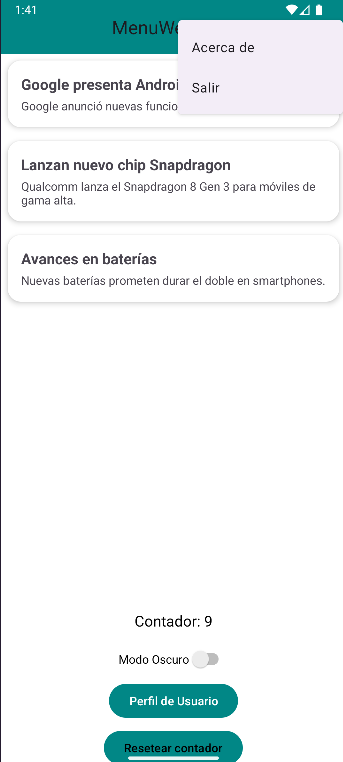 1:41
MenuWe
Acerca de
Salir
Google presenta Androi
Google anunció nuevas funcio
Lanzan nuevo chip Snapdragon
Qualcomm lanza el Snapdragon 8 Gen 3 para móviles de
gama alta.
Avances en baterías
Nuevas baterías prometen durar el doble en smartphones.
Contador: 9
Modo Oscuro
Perfil de Usuario
Resetear contador